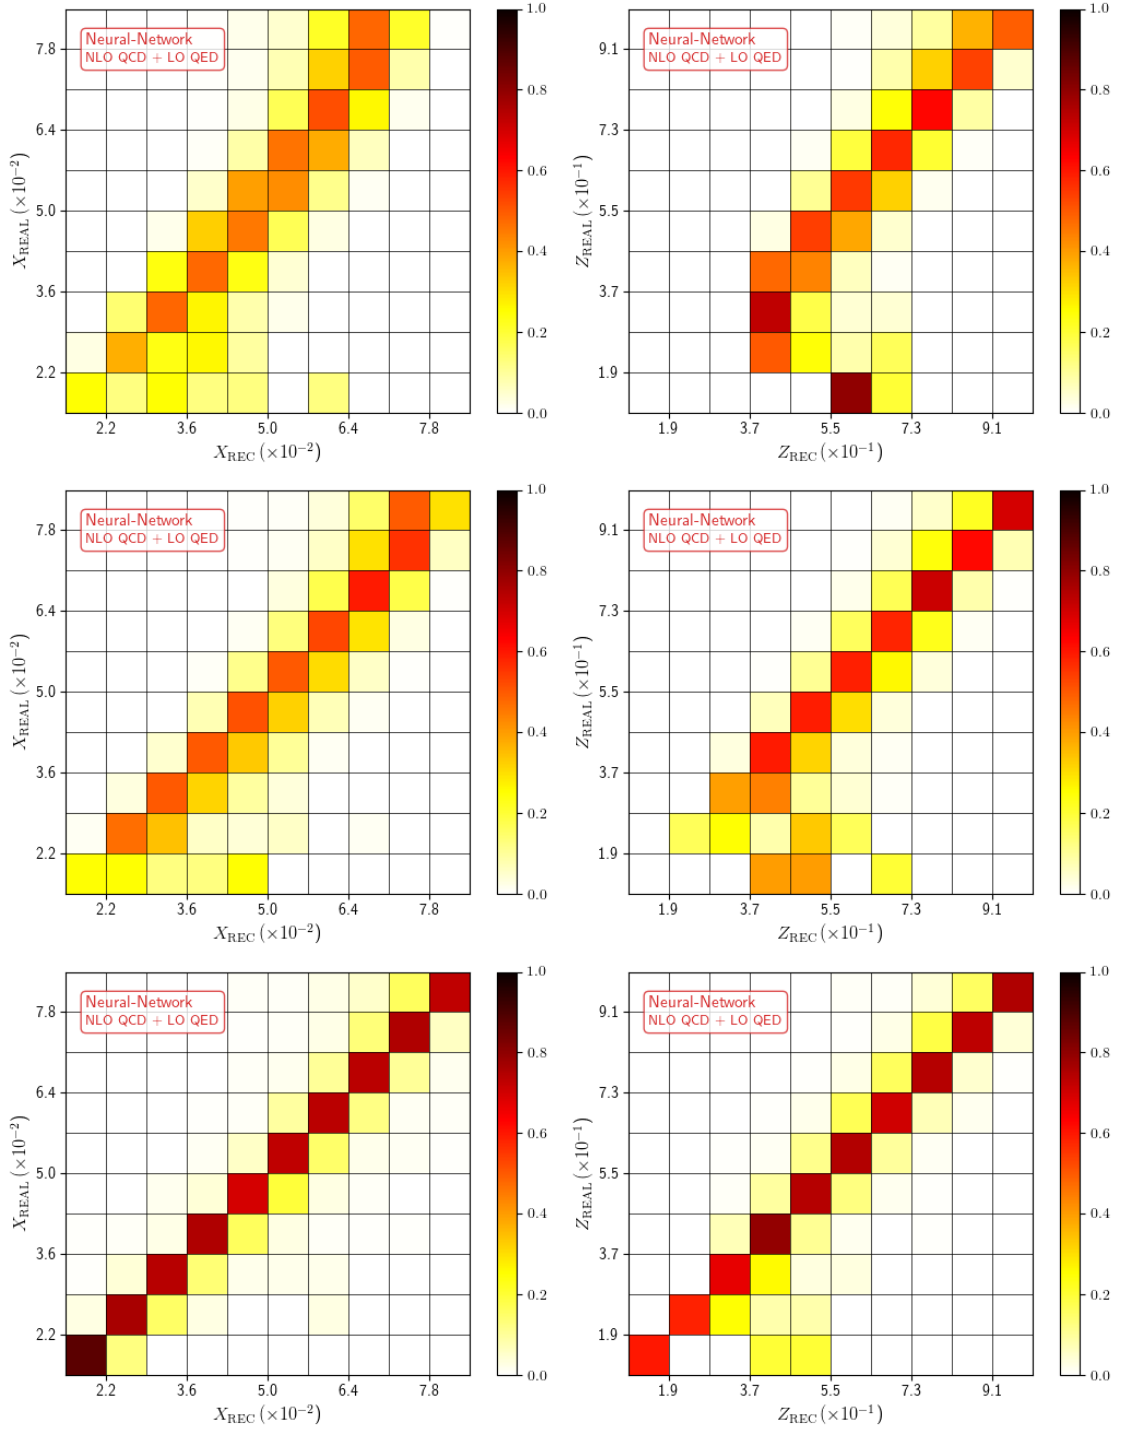 Neural-Network
NLO QCD + LO QED
7.8
6.4
5.0
3.6
2.2
X_REAL (×10⁻²)
2.2 3.6 5.0 6.4 7.8
X_REC (×10⁻²)
1.0
0.8
0.6
0.4
0.2
0.0
Neural-Network
NLO QCD + LO QED
9.1
7.3
5.5
3.7
1.9
Z_REAL (×10⁻¹)
1.9 3.7 5.5 7.3 9.1
Z_REC (×10⁻¹)
1.0
0.8
0.6
0.4
0.2
0.0
Neural-Network
NLO QCD + LO QED
7.8
6.4
5.0
3.6
2.2
X_REAL (×10⁻²)
2.2 3.6 5.0 6.4 7.8
X_REC (×10⁻²)
1.0
0.8
0.6
0.4
0.2
0.0
Neural-Network
NLO QCD + LO QED
9.1
7.3
5.5
3.7
1.9
Z_REAL (×10⁻¹)
1.9 3.7 5.5 7.3 9.1
Z_REC (×10⁻¹)
1.0
0.8
0.6
0.4
0.2
0.0
Neural-Network
NLO QCD + LO QED
7.8
6.4
5.0
3.6
2.2
X_REAL (×10⁻²)
2.2 3.6 5.0 6.4 7.8
X_REC (×10⁻²)
1.0
0.8
0.6
0.4
0.2
0.0
Neural-Network
NLO QCD + LO QED
9.1
7.3
5.5
3.7
1.9
Z_REAL (×10⁻¹)
1.9 3.7 5.5 7.3 9.1
Z_REC (×10⁻¹)
1.0
0.8
0.6
0.4
0.2
0.0